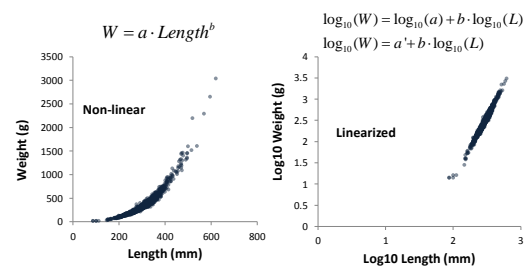 W = a · Length^b
log₁₀(W) = log₁₀(a) + b · log₁₀(L)
log₁₀(W) = a' + b · log₁₀(L)
3500
3000
2500
2000
1500
1000
500
0
0 200 400 600 800
Weight (g)
Length (mm)
Non-linear
4
3.5
3
2.5
2
1.5
1
0.5
0
0 1 2 3
Log10 Weight (g)
Log10 Length (mm)
Linearized